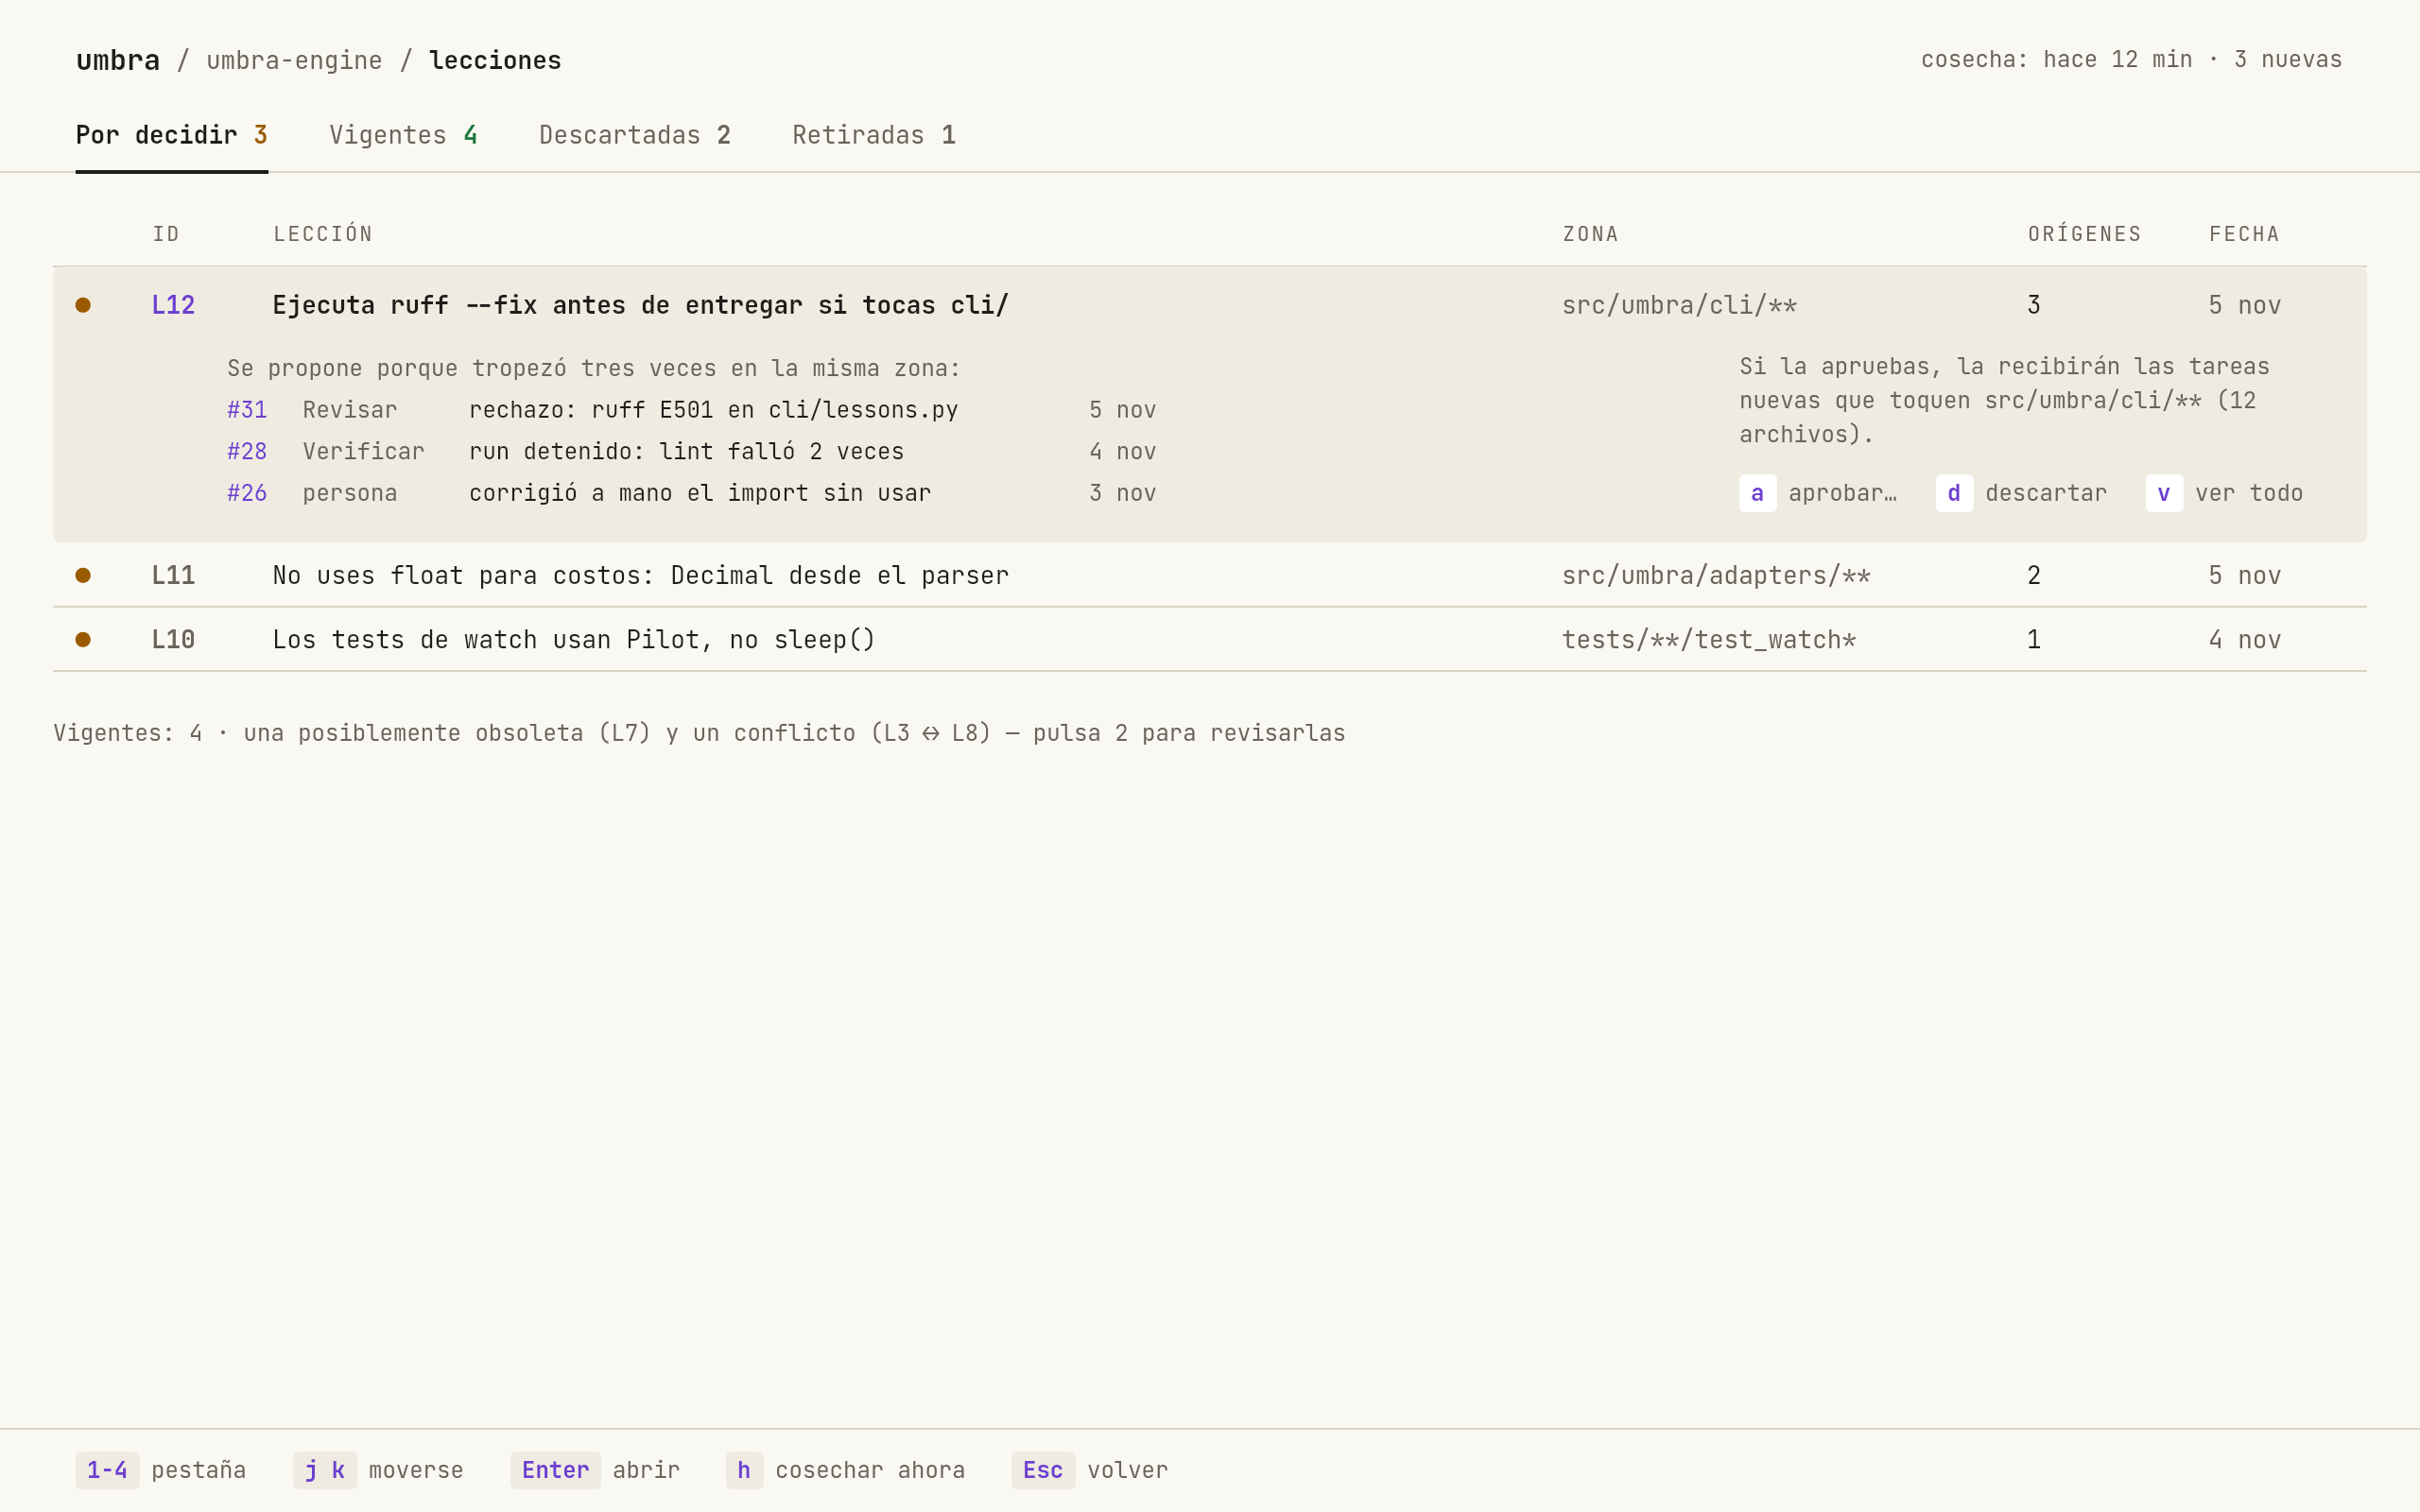 umbra / umbra-engine / lecciones
cosecha: hace 12 min · 3 nuevas
Por decidir 3 Vigentes 4 Descartadas 2 Retiradas 1
ID LECCIÓN ZONA ORÍGENES FECHA
L12 Ejecuta ruff --fix antes de entregar si tocas cli/ src/umbra/cli/** 3 5 nov
Se propone porque tropezó tres veces en la misma zona:
#31 Revisar rechazo: ruff E501 en cli/lessons.py 5 nov
#28 Verificar run detenido: lint falló 2 veces 4 nov
#26 persona corrigió a mano el import sin usar 3 nov
Si la apruebas, la recibirán las tareas
nuevas que toquen src/umbra/cli/** (12
archivos).
a aprobar… d descartar v ver todo
L11 No uses float para costos: Decimal desde el parser src/umbra/adapters/** 2 5 nov
L10 Los tests de watch usan Pilot, no sleep() tests/**/test_watch* 1 4 nov
Vigentes: 4 · una posiblemente obsoleta (L7) y un conflicto (L3 ↔ L8) — pulsa 2 para revisarlas
1-4 pestaña j k moverse Enter abrir h cosechar ahora Esc volver